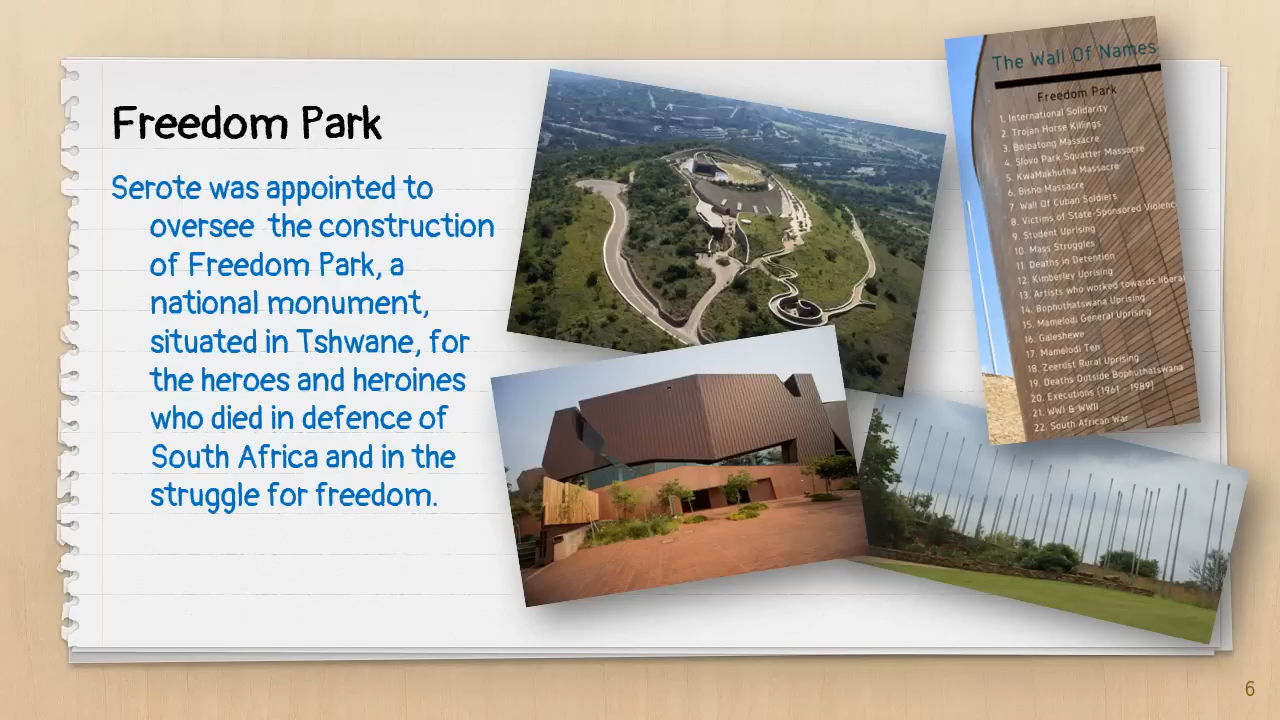 Freedom Park
Serote was appointed to
oversee the construction
of Freedom Park, a
national monument,
situated in Tshwane, for
the heroes and heroines
who died in defence of
South Africa and in the
struggle for freedom.
The Wall Of Names
Freedom Park
1. International Solidarity
2. Trojan Horse Killings
3. Boipatong Massacre
4. Slovo Park Squatter Massacre
5. KwaMakhutha Massacre
6. Bisho Massacre
7. Wall Of Cuban Soldiers
8. Victims of State-Sponsored Violenc
9. Student Uprising
10. Mass Struggles
11. Deaths in Detention
12. Kimberley Uprising
13. Artists who worked towards liberat
14. Bophuthatswana Uprising
15. Mamelodi General Uprising
16. Galeshewe
17. Mamelodi Ten
18. Zeerust Rural Uprising
19. Deaths Outside Bophuthatswana
20. Executions (1961 - 1989)
21. WWI & WWII
22. South African War
6